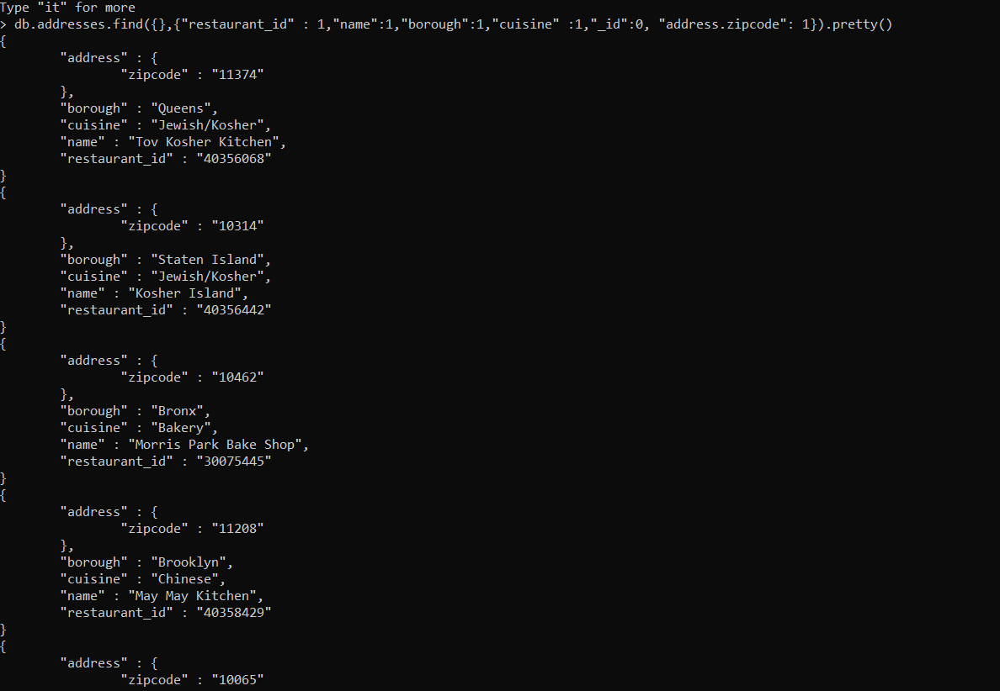 Type "it" for more
> db.addresses.find({},{"restaurant_id" : 1,"name":1,"borough":1,"cuisine" :1,"_id":0, "address.zipcode": 1}).pretty()
{
        "address" : {
                "zipcode" : "11374"
        },
        "borough" : "Queens",
        "cuisine" : "Jewish/Kosher",
        "name" : "Tov Kosher Kitchen",
        "restaurant_id" : "40356068"
}
{
        "address" : {
                "zipcode" : "10314"
        },
        "borough" : "Staten Island",
        "cuisine" : "Jewish/Kosher",
        "name" : "Kosher Island",
        "restaurant_id" : "40356442"
}
{
        "address" : {
                "zipcode" : "10462"
        },
        "borough" : "Bronx",
        "cuisine" : "Bakery",
        "name" : "Morris Park Bake Shop",
        "restaurant_id" : "30075445"
}
{
        "address" : {
                "zipcode" : "11208"
        },
        "borough" : "Brooklyn",
        "cuisine" : "Chinese",
        "name" : "May May Kitchen",
        "restaurant_id" : "40358429"
}
{
        "address" : {
                "zipcode" : "10065"